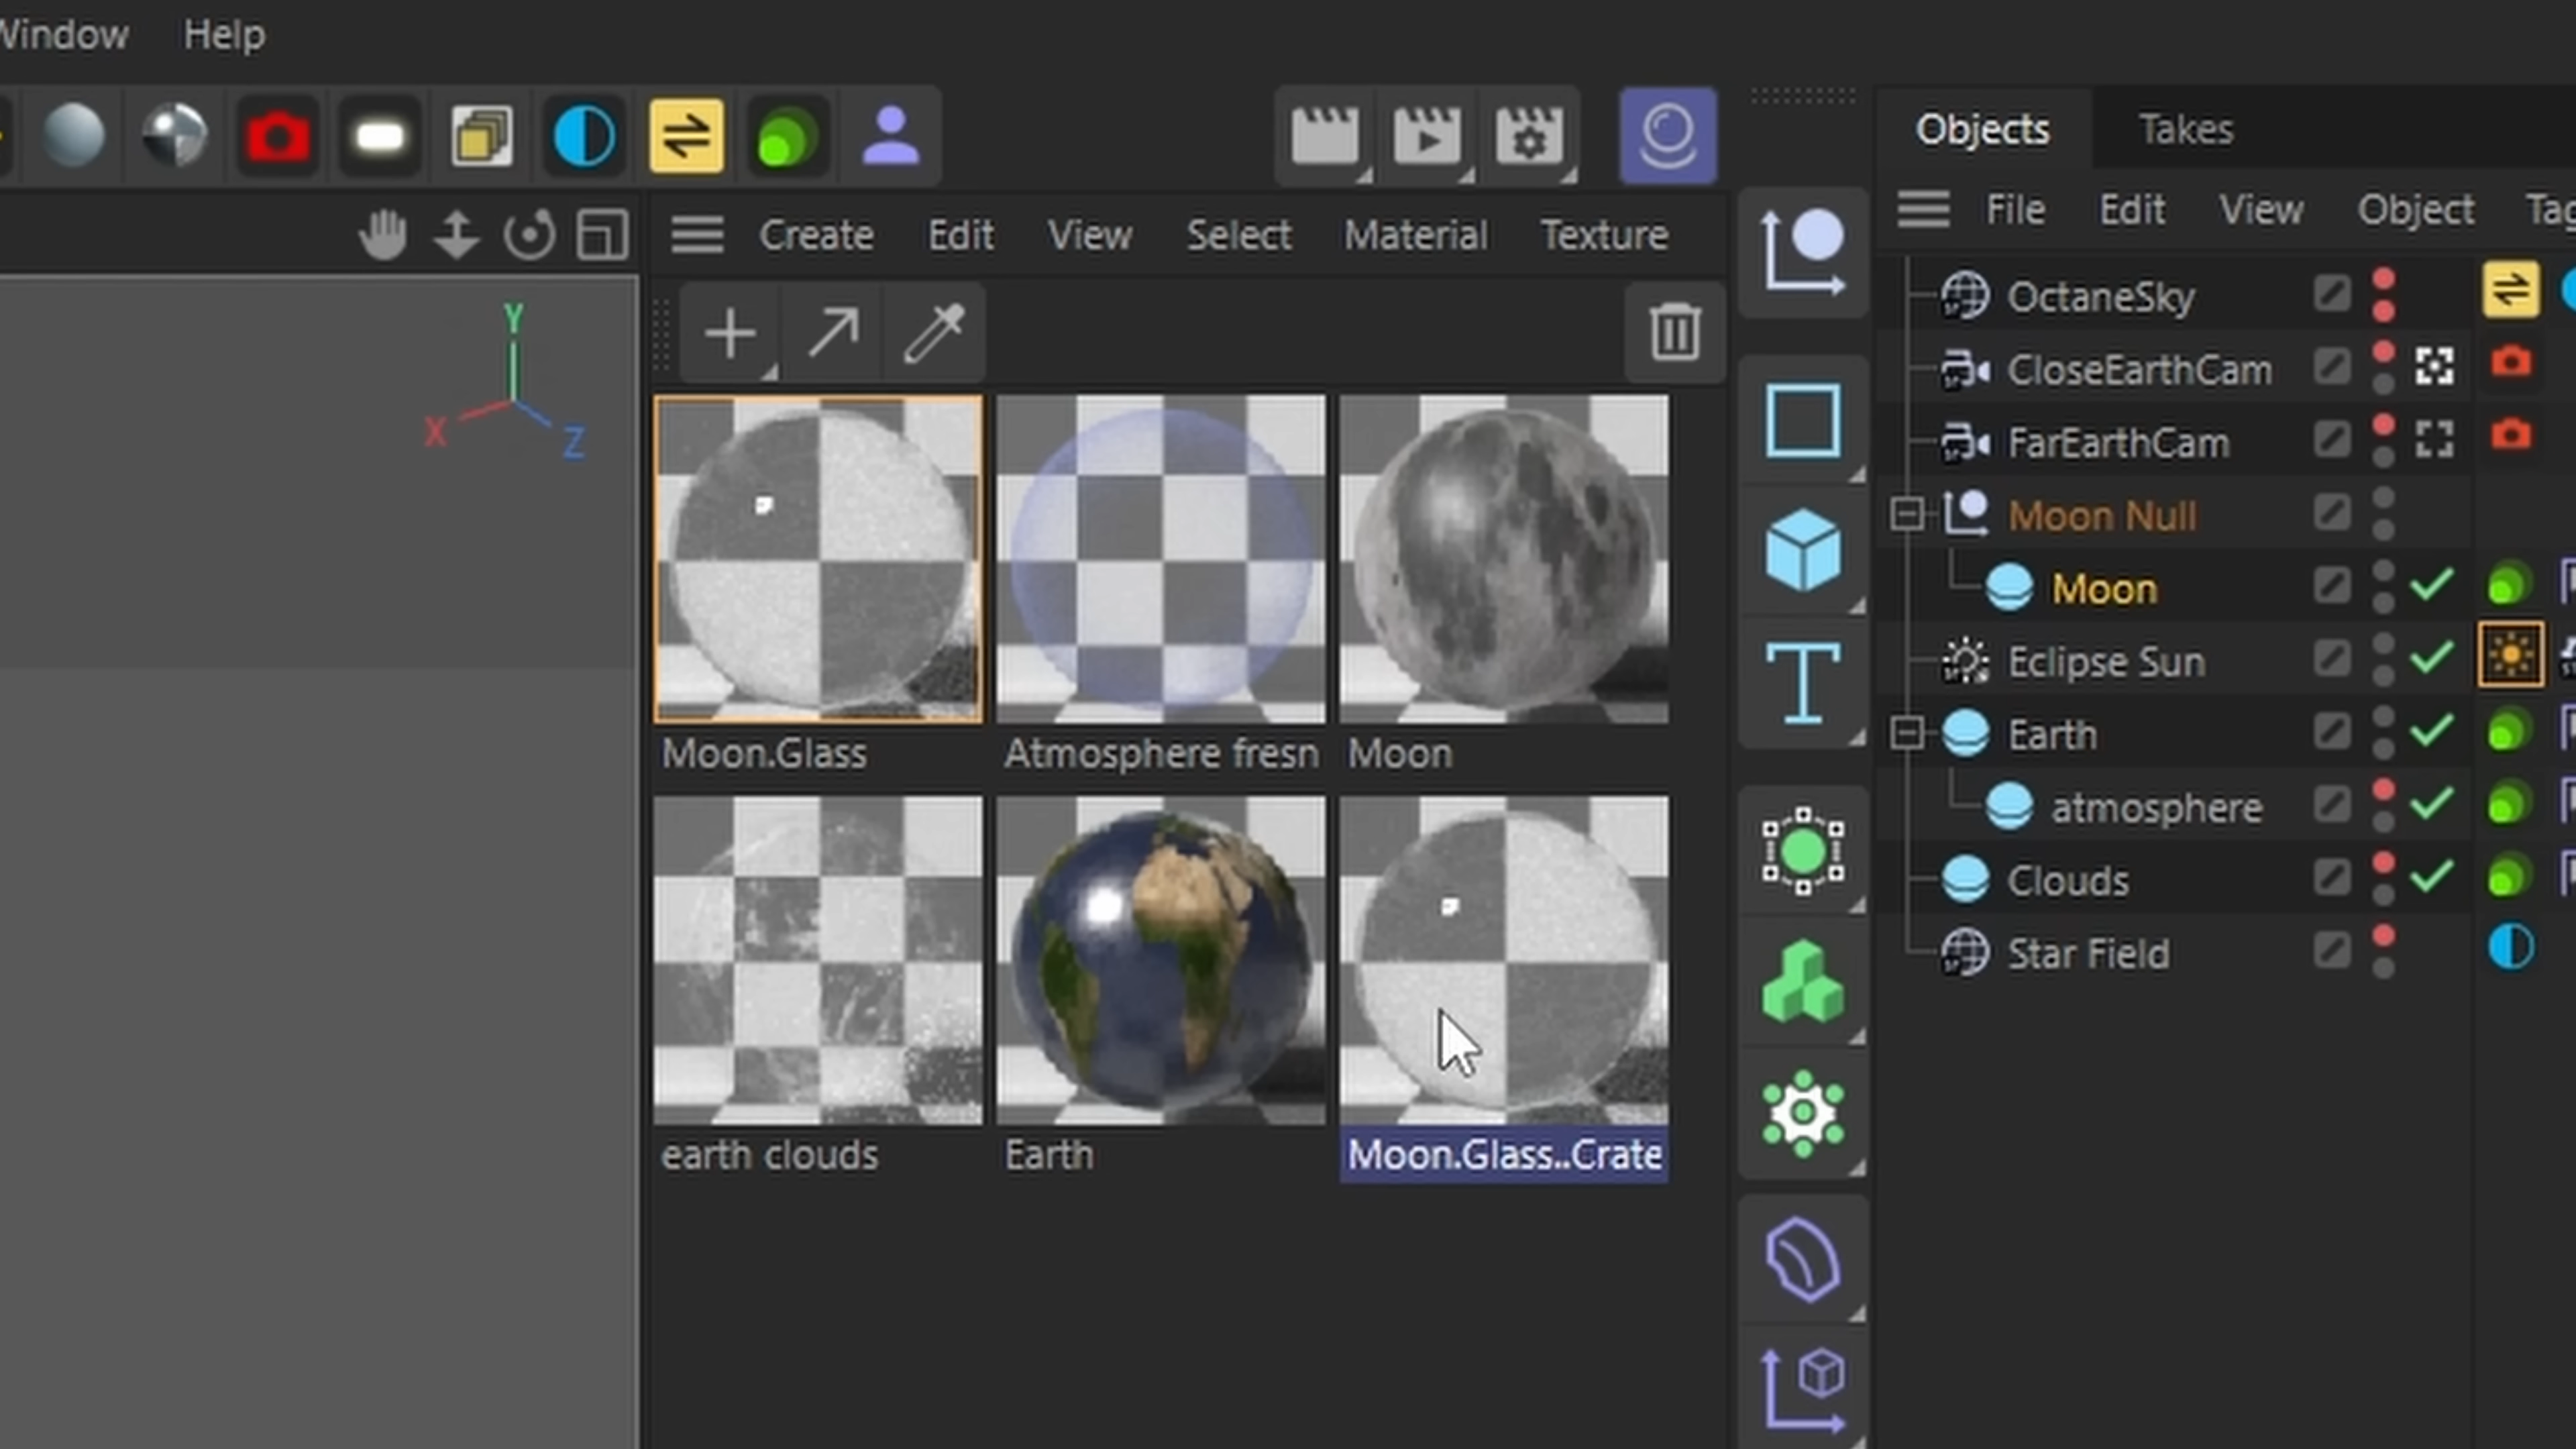 Window Help
Objects Takes
Create Edit View Select Material Texture
File Edit View Object Tag
Y
X
Z
OctaneSky
CloseEarthCam
FarEarthCam
Moon Null
Moon
Eclipse Sun
Earth
atmosphere
Clouds
Star Field
Moon.Glass
Atmosphere fresn
Moon
earth clouds
Earth
Moon.Glass..Crate